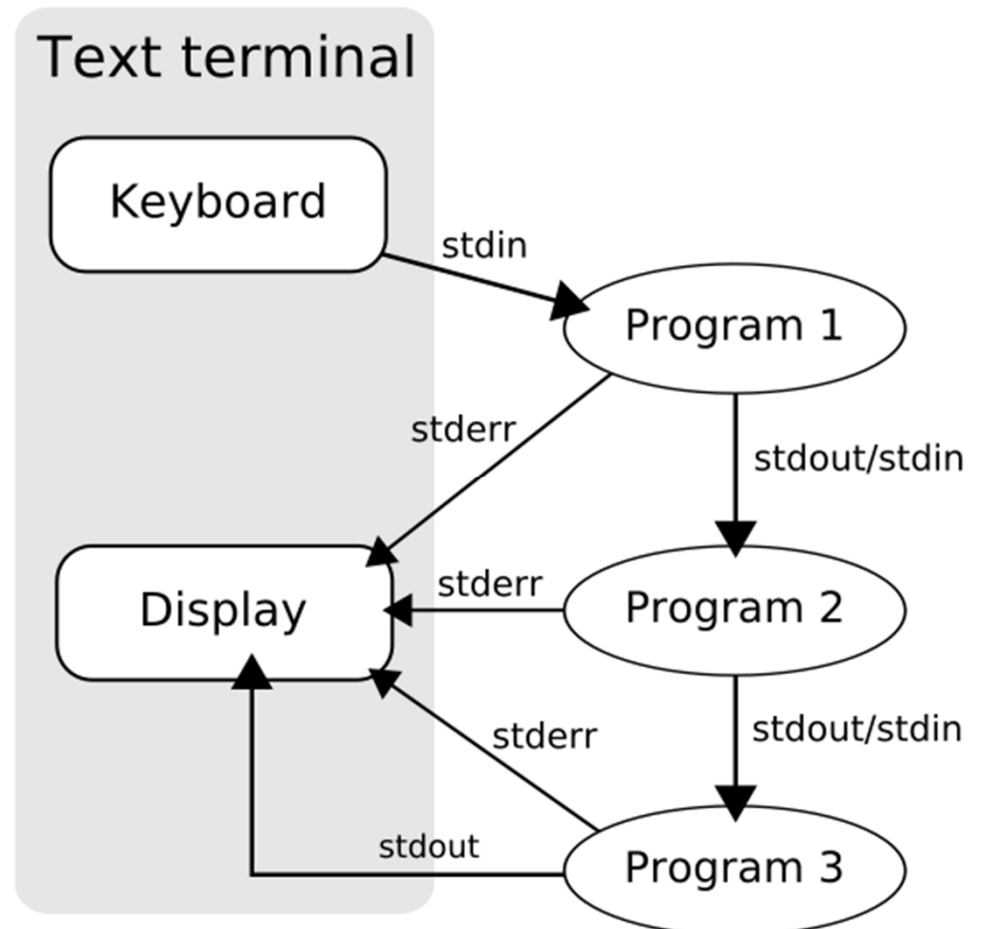 Text terminal
Keyboard
stdin
Program 1
stderr
stdout/stdin
Display
stderr
Program 2
stderr
stdout/stdin
stdout
Program 3